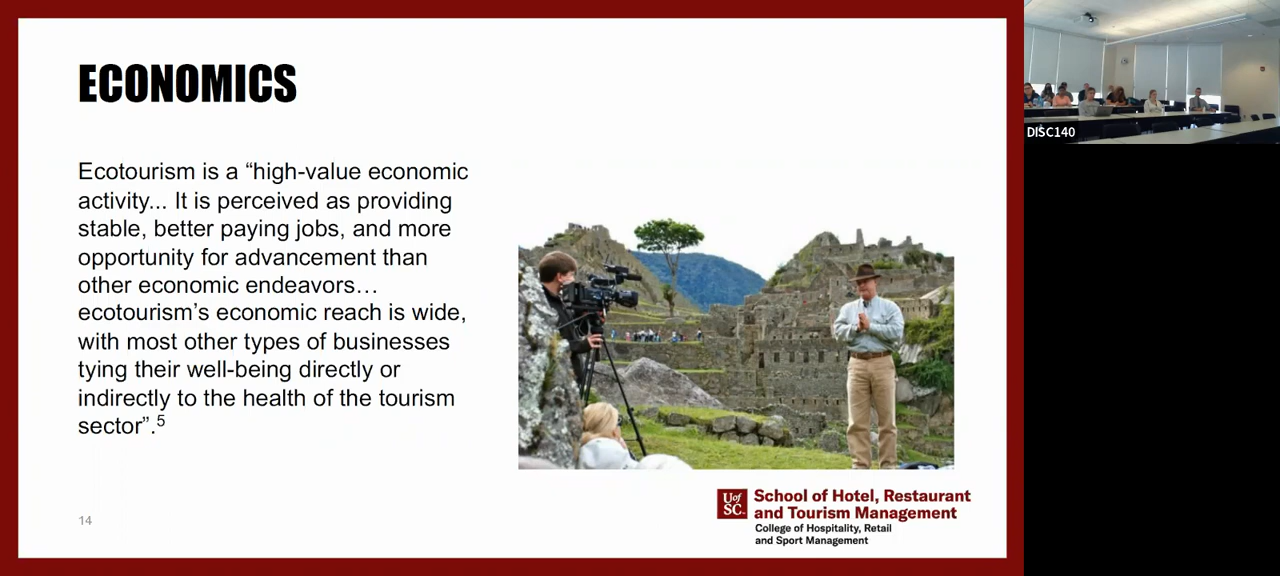 ECONOMICS
Ecotourism is a “high-value economic
activity... It is perceived as providing
stable, better paying jobs, and more
opportunity for advancement than
other economic endeavors…
ecotourism’s economic reach is wide,
with most other types of businesses
tying their well-being directly or
indirectly to the health of the tourism
sector”.5
14
UofSC
School of Hotel, Restaurant
and Tourism Management
College of Hospitality, Retail
and Sport Management
DISC140